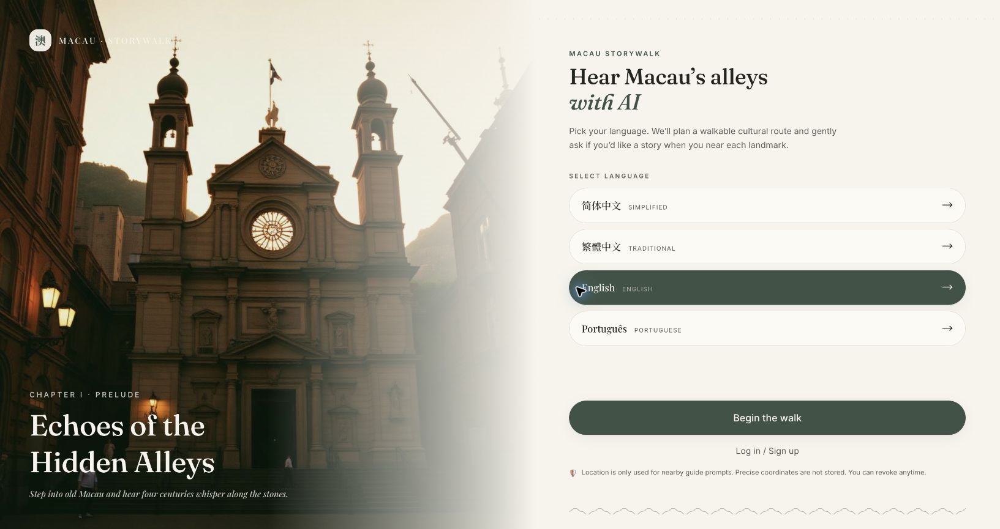 澳 MACAU · STORYWALK
CHAPTER I · PRELUDE
Echoes of the
Hidden Alleys
Step into old Macau and hear four centuries whisper along the stones.
MACAU STORYWALK
Hear Macau’s alleys
with AI
Pick your language. We’ll plan a walkable cultural route and gently
ask if you’d like a story when you near each landmark.
SELECT LANGUAGE
简体中文 SIMPLIFIED →
繁體中文 TRADITIONAL →
English ENGLISH →
Português PORTUGUESE →
Begin the walk
Log in / Sign up
Location is only used for nearby guide prompts. Precise coordinates are not stored. You can revoke anytime.